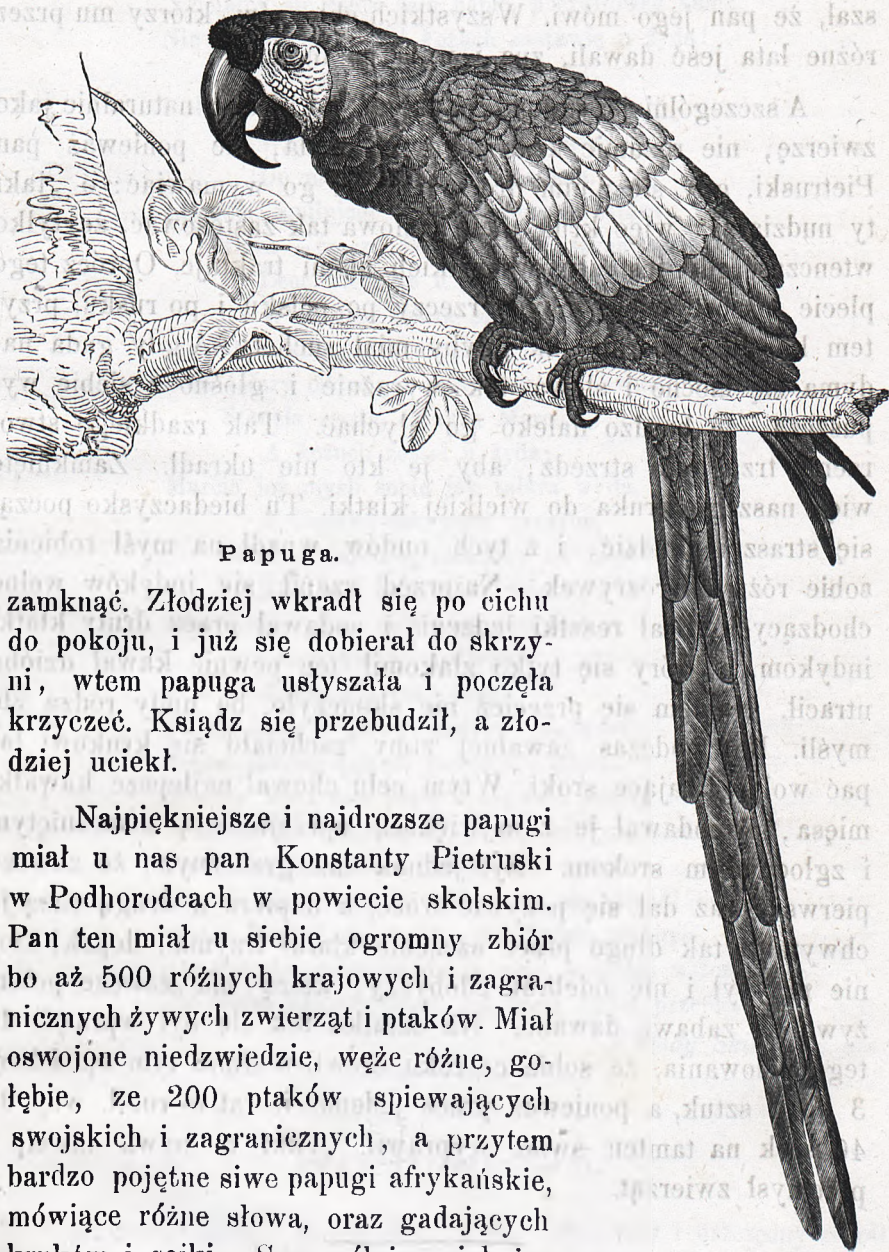 Papuga.
zamknąć. Złodziej wkradł się po cichu
do pokoju, i już się dobierał do skrzy-
ni, wtem papuga usłyszała i poczęła
krzyczeć. Ksiądz się przebudził, a zło-
dziej uciekł.
Najpiękniejsze i najdrozsze papugi
miał u nas pan Konstanty Pietruski
w Podhorodcach w powiecie skolskim.
Pan ten miał u siebie ogromny zbiór
bo aż 500 różnych krajowych i zagra-
nicznych żywych zwierząt i ptaków. Miał
oswojone niedzwiedzie, węże różne, go-
łębie, ze 200 ptaków spiewających
swojskich i zagranicznych, a przytem
bardzo pojętne siwe papugi afrykańskie,
mówiące różne słowa, oraz gadających